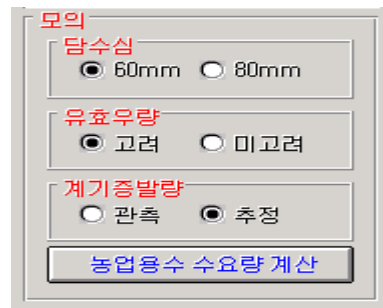 모의
담수심
60mm 80mm
유효우량
고려 미고려
계기증발량
관측 추정
농업용수 수요량 계산